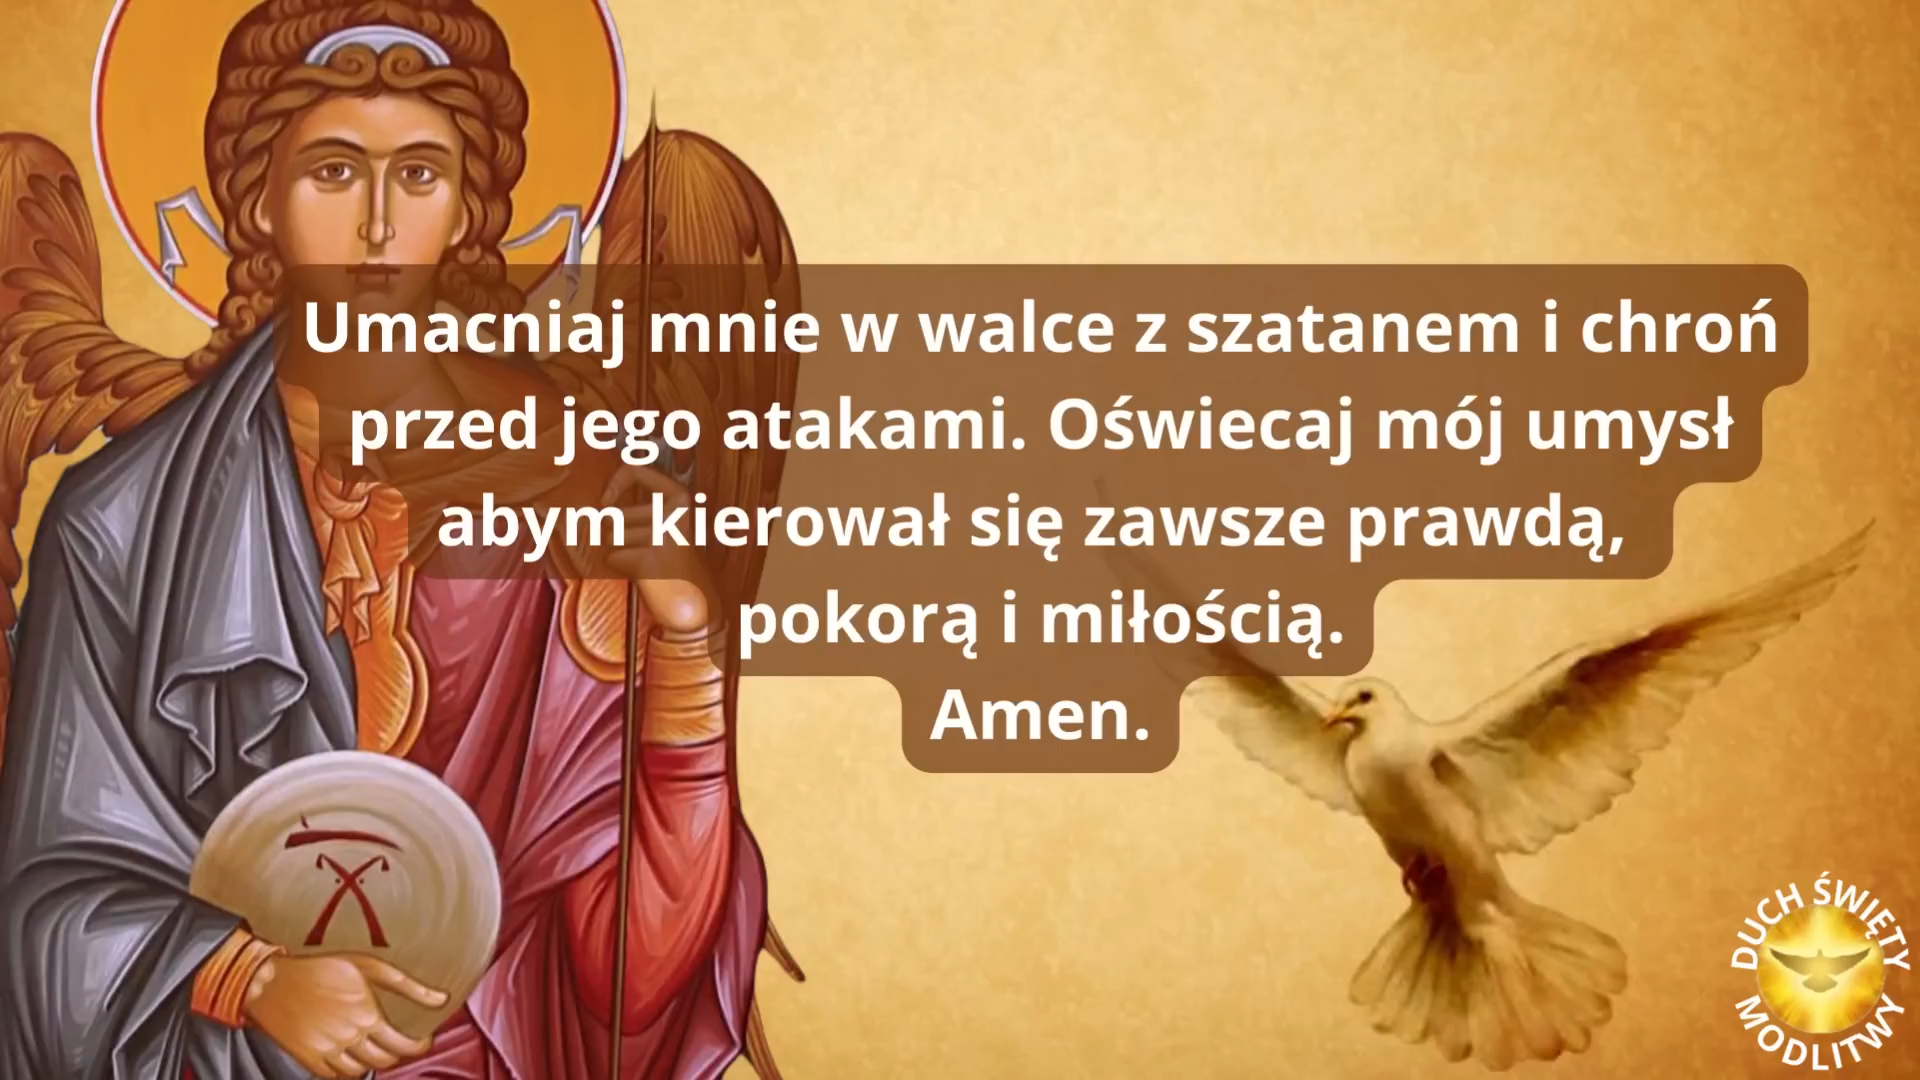 Umacniaj mnie w walce z szatanem i chroń
przed jego atakami. Oświecaj mój umysł
abym kierował się zawsze prawdą,
pokorą i miłością.
Amen.
DUCH ŚWIĘTY
MODLITWY